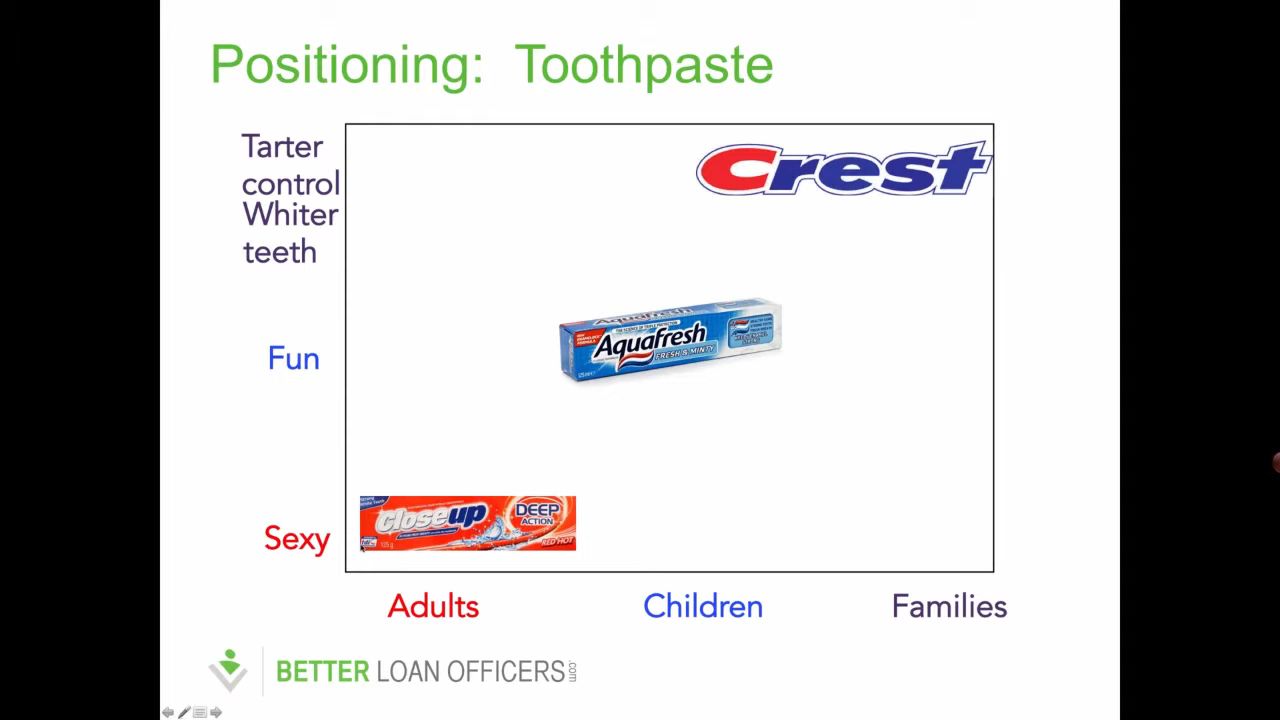 Positioning: Toothpaste
Tarter
control
Whiter
teeth
Fun
Sexy
Crest
Aquafresh
FRESH & MINTY
Closeup
DEEP
ACTION
RED HOT
Adults
Children
Families
BETTER LOAN OFFICERS.com